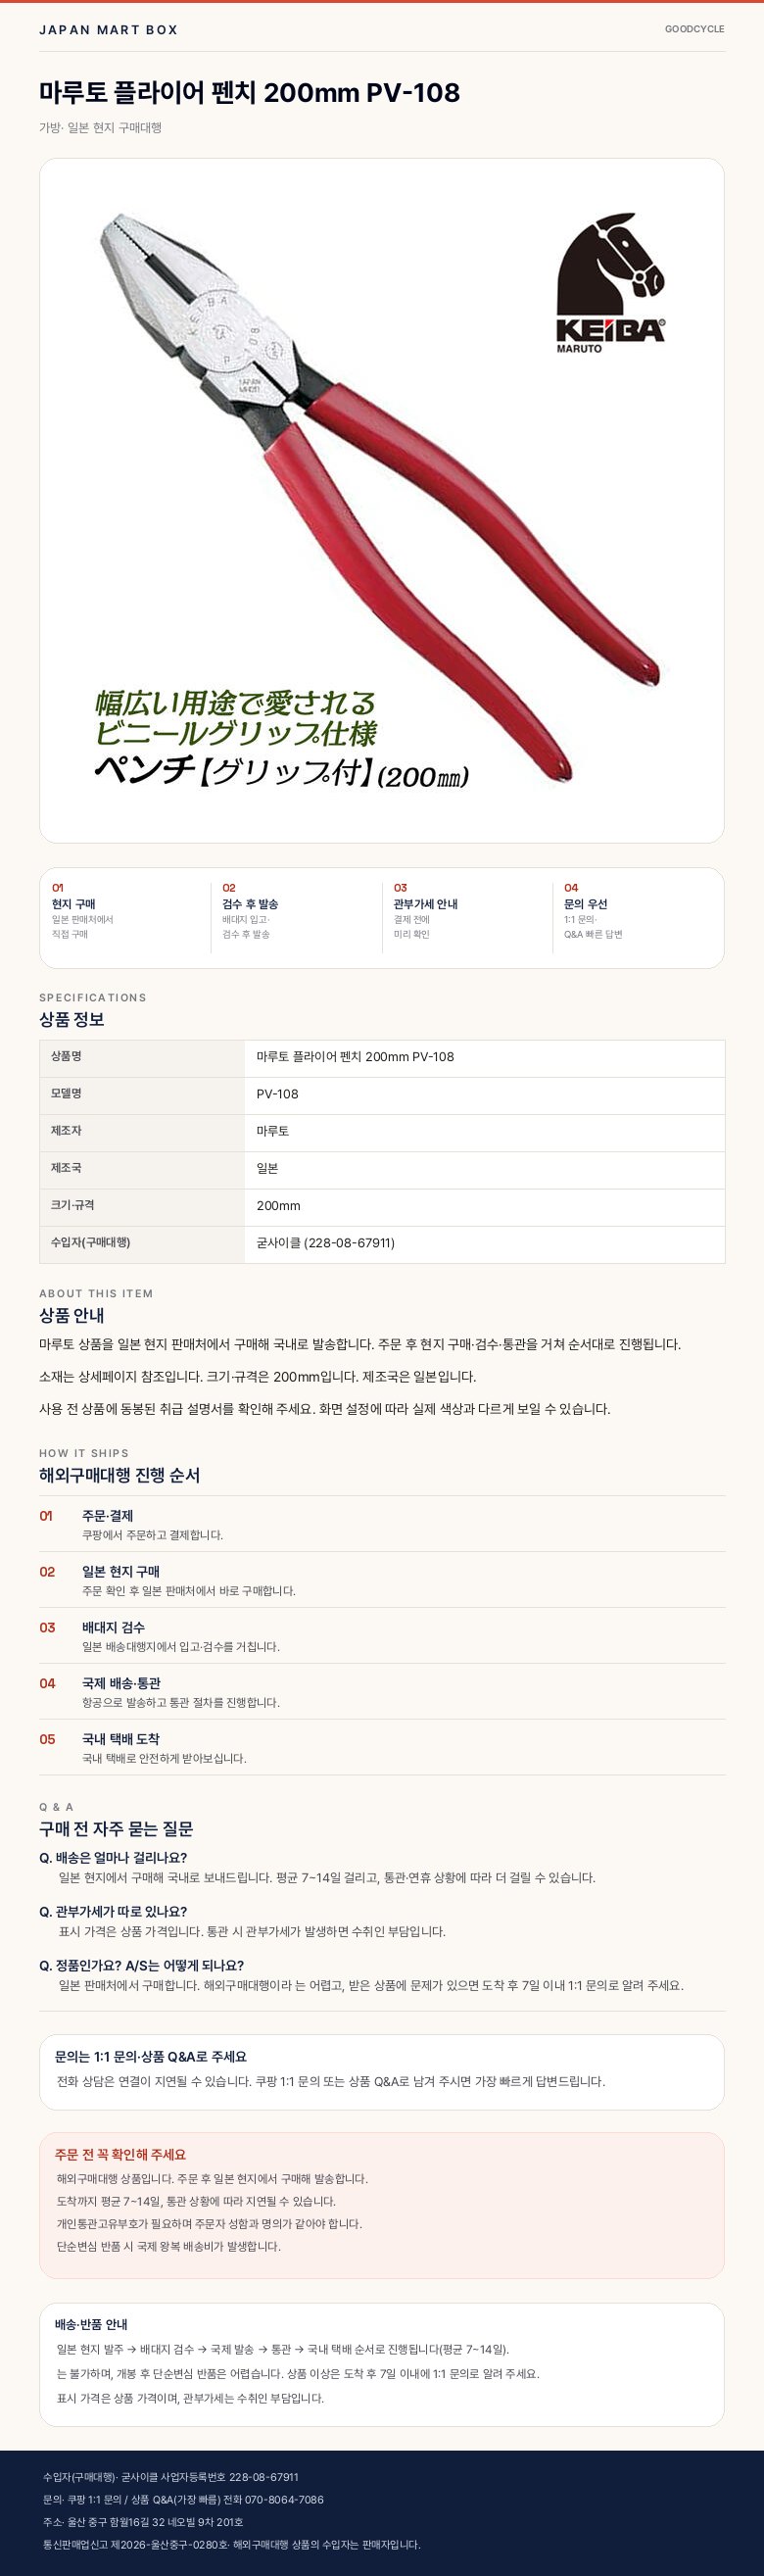 JAPAN MART BOX
GOODCYCLE
마루토 플라이어 펜치 200mm PV-108
가방· 일본 현지 구매대행
KEIBA
P 108
JAPAN
KEIBA®
MARUTO
幅広い用途で愛される
ビニールグリップ仕様
ペンチ【グリップ付】(200㎜)
01
현지 구매
일본 판매처에서
직접 구매
02
검수 후 발송
배대지 입고·
검수 후 발송
03
관부가세 안내
결제 전에
미리 확인
04
문의 우선
1:1 문의·
Q&A 빠른 답변
SPECIFICATIONS
상품 정보
상품명 마루토 플라이어 펜치 200mm PV-108
모델명 PV-108
제조자 마루토
제조국 일본
크기·규격 200mm
수입자(구매대행) 굳사이클 (228-08-67911)
ABOUT THIS ITEM
상품 안내
마루토 상품을 일본 현지 판매처에서 구매해 국내로 발송합니다. 주문 후 현지 구매·검수·통관을 거쳐 순서대로 진행됩니다.
소재는 상세페이지 참조입니다. 크기·규격은 200mm입니다. 제조국은 일본입니다.
사용 전 상품에 동봉된 취급 설명서를 확인해 주세요. 화면 설정에 따라 실제 색상과 다르게 보일 수 있습니다.
HOW IT SHIPS
해외구매대행 진행 순서
01 주문·결제
쿠팡에서 주문하고 결제합니다.
02 일본 현지 구매
주문 확인 후 일본 판매처에서 바로 구매합니다.
03 배대지 검수
일본 배송대행지에서 입고·검수를 거칩니다.
04 국제 배송·통관
항공으로 발송하고 통관 절차를 진행합니다.
05 국내 택배 도착
국내 택배로 안전하게 받아보십니다.
Q & A
구매 전 자주 묻는 질문
Q. 배송은 얼마나 걸리나요?
일본 현지에서 구매해 국내로 보내드립니다. 평균 7~14일 걸리고, 통관·연휴 상황에 따라 더 걸릴 수 있습니다.
Q. 관부가세가 따로 있나요?
표시 가격은 상품 가격입니다. 통관 시 관부가세가 발생하면 수취인 부담입니다.
Q. 정품인가요? A/S는 어떻게 되나요?
일본 판매처에서 구매합니다. 해외구매대행이라 는 어렵고, 받은 상품에 문제가 있으면 도착 후 7일 이내 1:1 문의로 알려 주세요.
문의는 1:1 문의·상품 Q&A로 주세요
전화 상담은 연결이 지연될 수 있습니다. 쿠팡 1:1 문의 또는 상품 Q&A로 남겨 주시면 가장 빠르게 답변드립니다.
주문 전 꼭 확인해 주세요
해외구매대행 상품입니다. 주문 후 일본 현지에서 구매해 발송합니다.
도착까지 평균 7~14일, 통관 상황에 따라 지연될 수 있습니다.
개인통관고유부호가 필요하며 주문자 성함과 명의가 같아야 합니다.
단순변심 반품 시 국제 왕복 배송비가 발생합니다.
배송·반품 안내
일본 현지 발주 → 배대지 검수 → 국제 발송 → 통관 → 국내 택배 순서로 진행됩니다(평균 7~14일).
는 불가하며, 개봉 후 단순변심 반품은 어렵습니다. 상품 이상은 도착 후 7일 이내에 1:1 문의로 알려 주세요.
표시 가격은 상품 가격이며, 관부가세는 수취인 부담입니다.
수입자(구매대행)· 굳사이클 사업자등록번호 228-08-67911
문의· 쿠팡 1:1 문의 / 상품 Q&A(가장 빠름) 전화 070-8064-7086
주소· 울산 중구 함월16길 32 네오빌 9차 201호
통신판매업신고 제2026-울산중구-0280호· 해외구매대행 상품의 수입자는 판매자입니다.